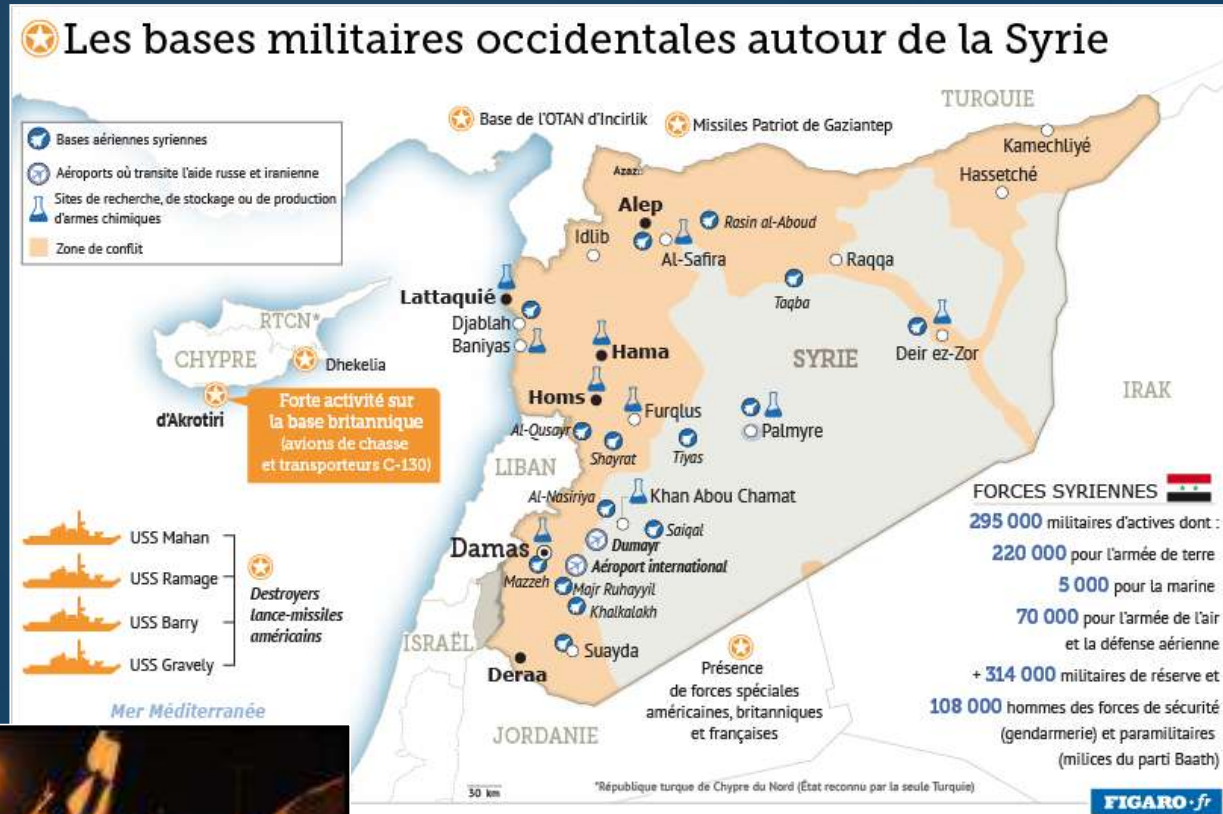 Les bases militaires occidentales autour de la Syrie
Bases aériennes syriennes
Aéroports où transite l'aide russe et iranienne
Sites de recherche, de stockage ou de production
d'armes chimiques
Zone de conflit
Base de l'OTAN d'Incirlik
Missiles Patriot de Gaziantep
TURQUIE
Kamechliyé
Hassetché
Azaz
Alep
Rasin al-Aboud
Idlib
Al-Safira
Raqqa
Taqba
Lattaquié
Djablah
Baniyas
Hama
SYRIE
Deir ez-Zor
RTCN*
CHYPRE
Dhekelia
d'Akrotiri
Forte activité sur
la base britannique
(avions de chasse
et transporteurs C-130)
Homs
Furqlus
Al-Qusayr
Shayrat
Tiyas
Palmyre
IRAK
LIBAN
Al-Nasiriya
Khan Abou Chamat
Saiqal
Damas
Dumayr
Mazzeh
Aéroport international
Majr Ruhayyil
Khalkalakh
ISRAËL
Suayda
Deraa
JORDANIE
USS Mahan
USS Ramage
USS Barry
USS Gravely
Destroyers
lance-missiles
américains
Mer Méditerranée
Présence
de forces spéciales
américaines, britanniques
et françaises
FORCES SYRIENNES
295 000 militaires d'actives dont :
220 000 pour l'armée de terre
5 000 pour la marine
70 000 pour l'armée de l'air
et la défense aérienne
+ 314 000 militaires de réserve et
108 000 hommes des forces de sécurité
(gendarmerie) et paramilitaires
(milices du parti Baath)
30 km
*République turque de Chypre du Nord (État reconnu par la seule Turquie)
FIGARO·fr